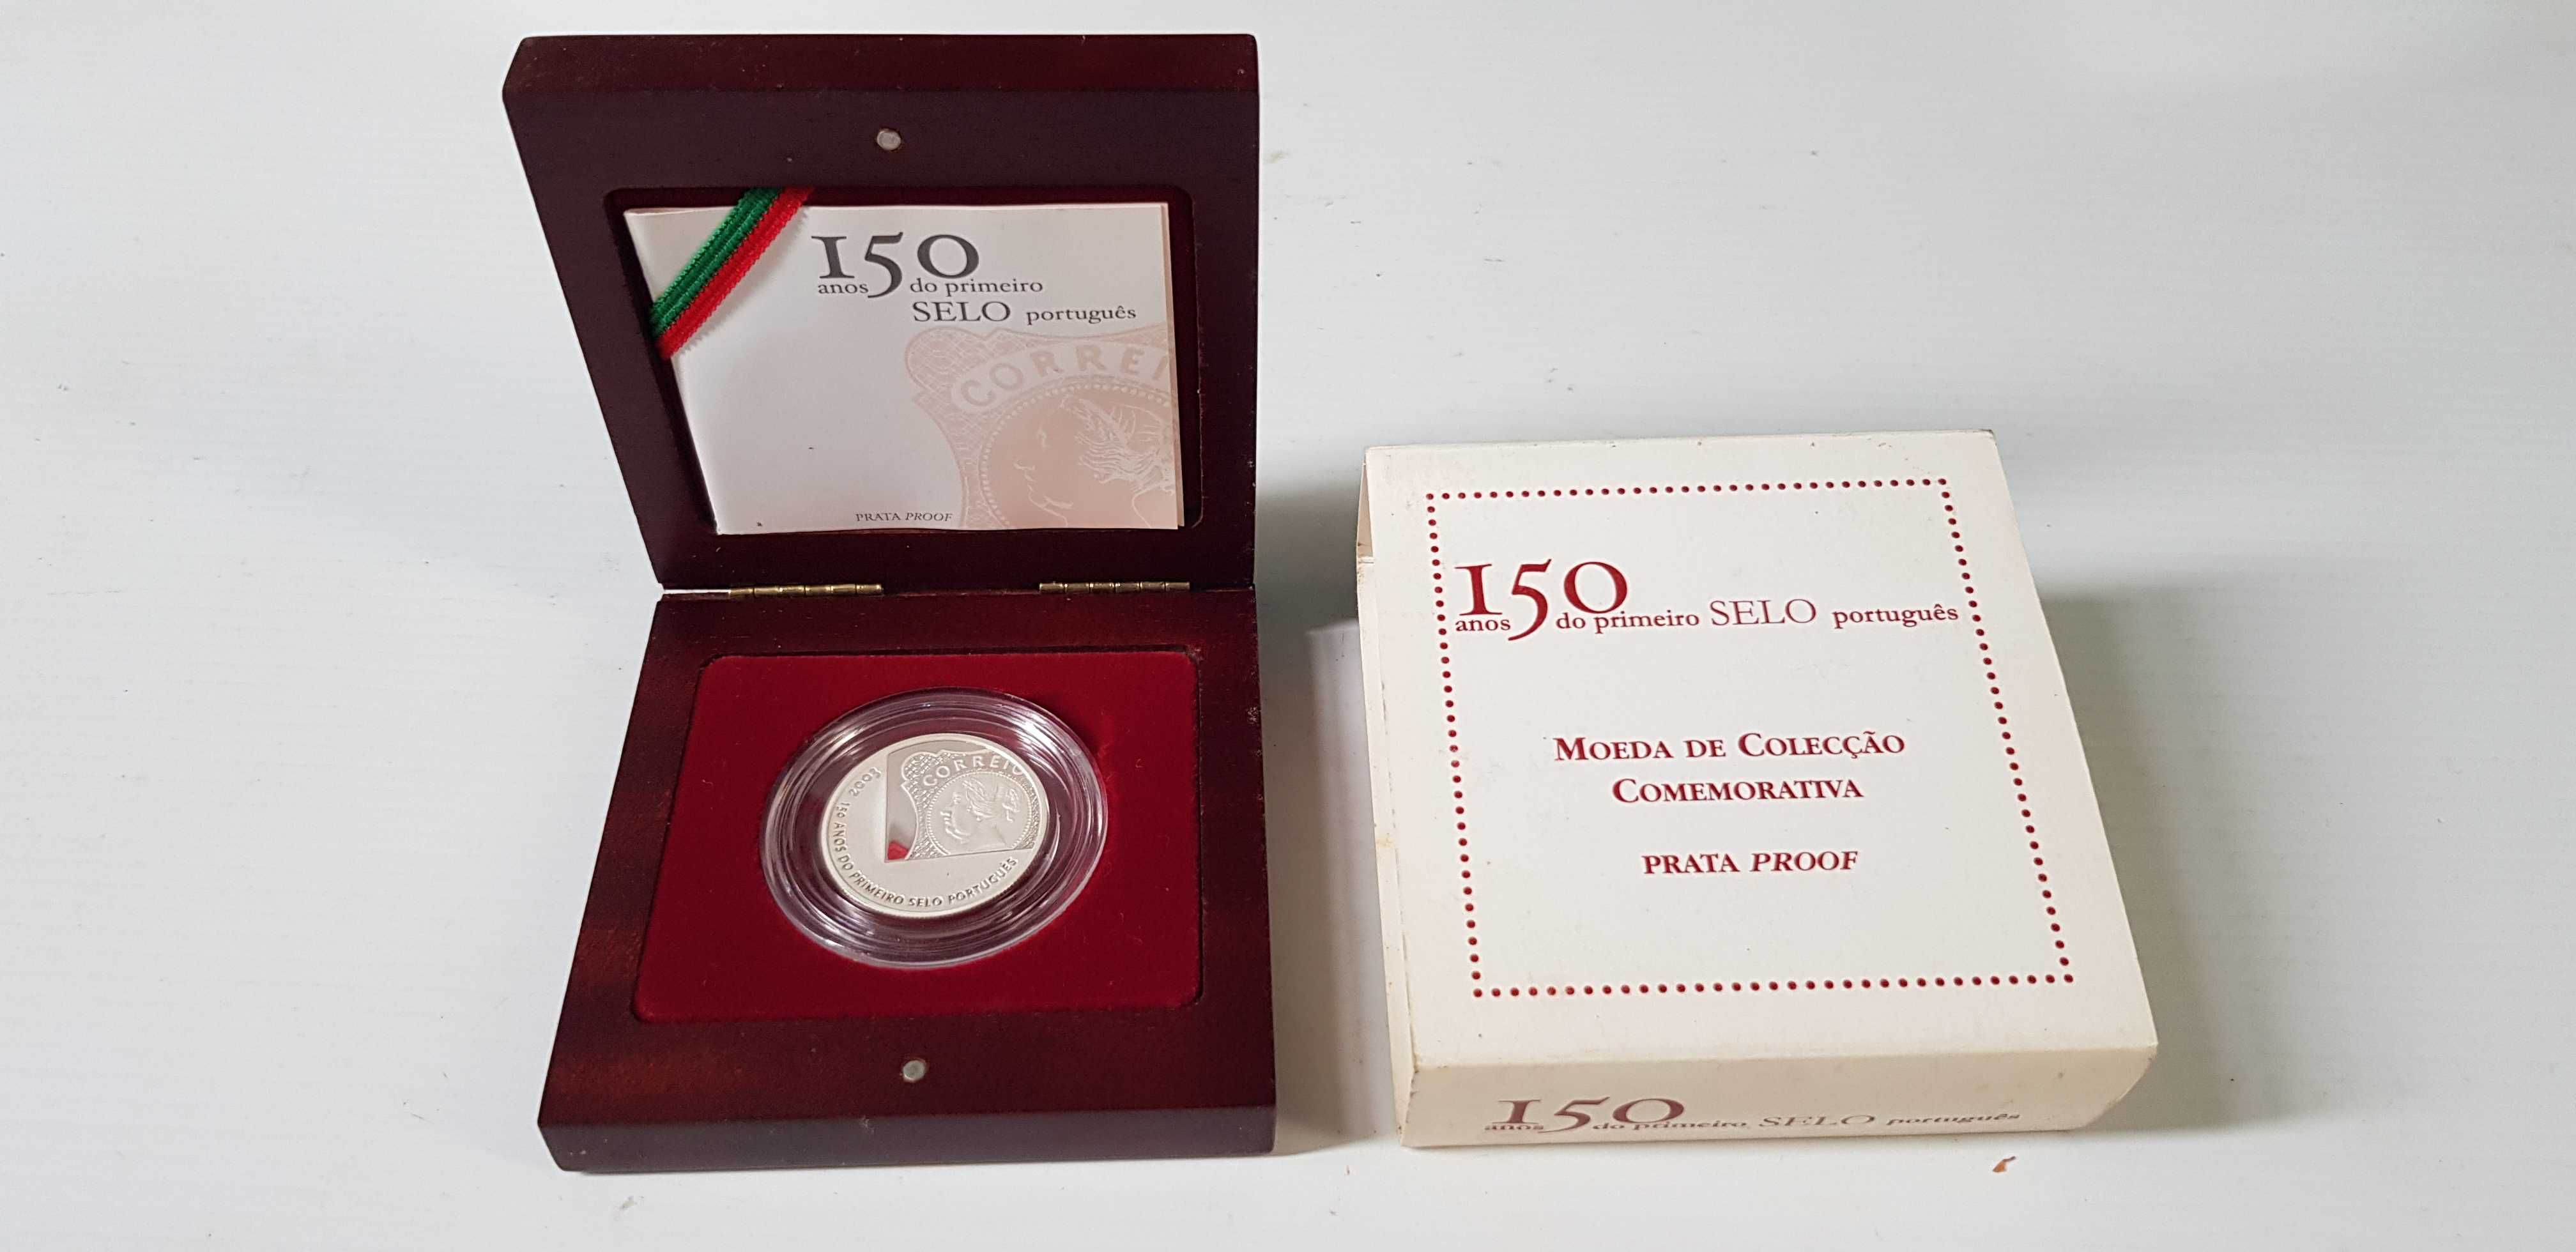 150
anos do primeiro
SELO português
CORREI
PRATA PROOF
2003
CORREIO
150 ANOS DO PRIMEIRO SELO PORTUGUÊS
150
anos do primeiro SELO português
MOEDA DE COLECÇÃO
COMEMORATIVA
PRATA PROOF
150
anos do primeiro SELO português